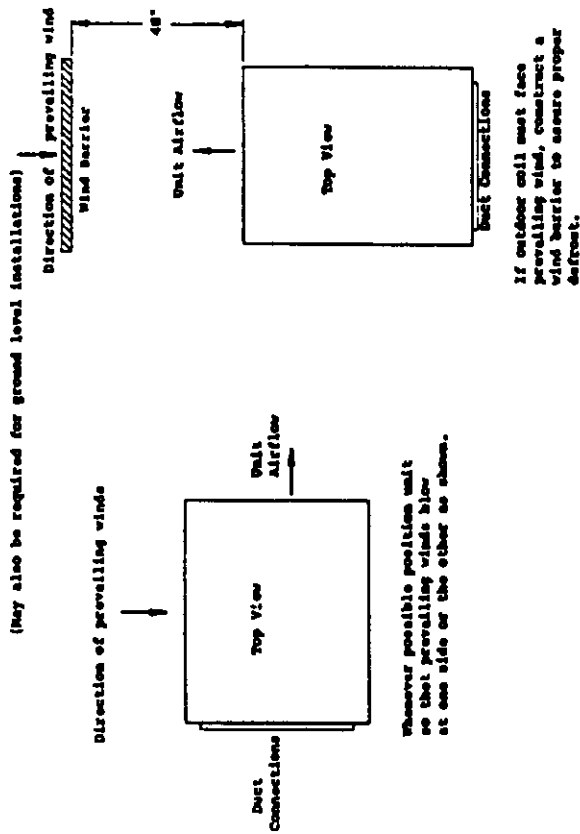 (May also be required for ground level installations)
Direction of prevailing winds
Unit
Airflow
Top View
Duct
Connections
Whenever possible position unit
so that prevailing winds blow
at one side or the other as shown.
Direction of prevailing wind
Wind Barrier
48"
Unit Airflow
Top View
Duct Connections
If outdoor coil must face
prevailing wind, construct a
wind barrier to assure proper
defrost.